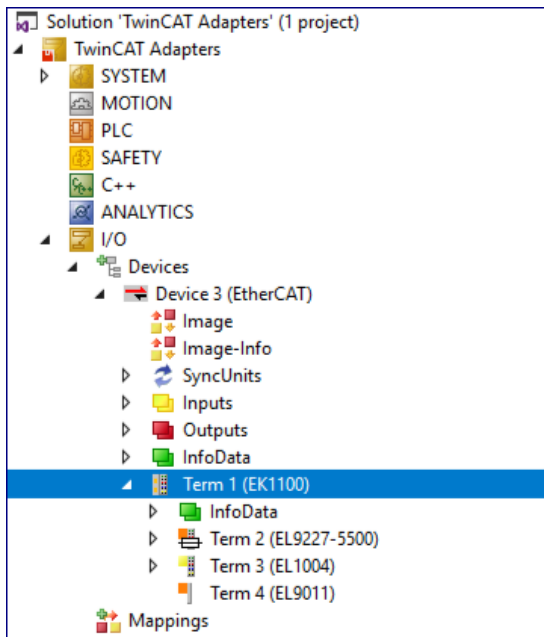 Solution 'TwinCAT Adapters' (1 project)
TwinCAT Adapters
SYSTEM
MOTION
PLC
SAFETY
C++
ANALYTICS
I/O
Devices
Device 3 (EtherCAT)
Image
Image-Info
SyncUnits
Inputs
Outputs
InfoData
Term 1 (EK1100)
InfoData
Term 2 (EL9227-5500)
Term 3 (EL1004)
Term 4 (EL9011)
Mappings